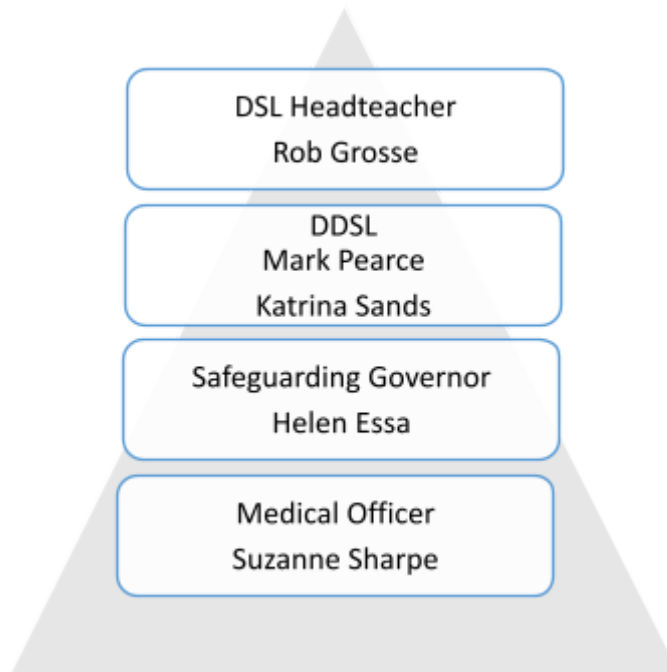 DSL Headteacher
Rob Grosse
DDSL
Mark Pearce
Katrina Sands
Safeguarding Governor
Helen Essa
Medical Officer
Suzanne Sharpe